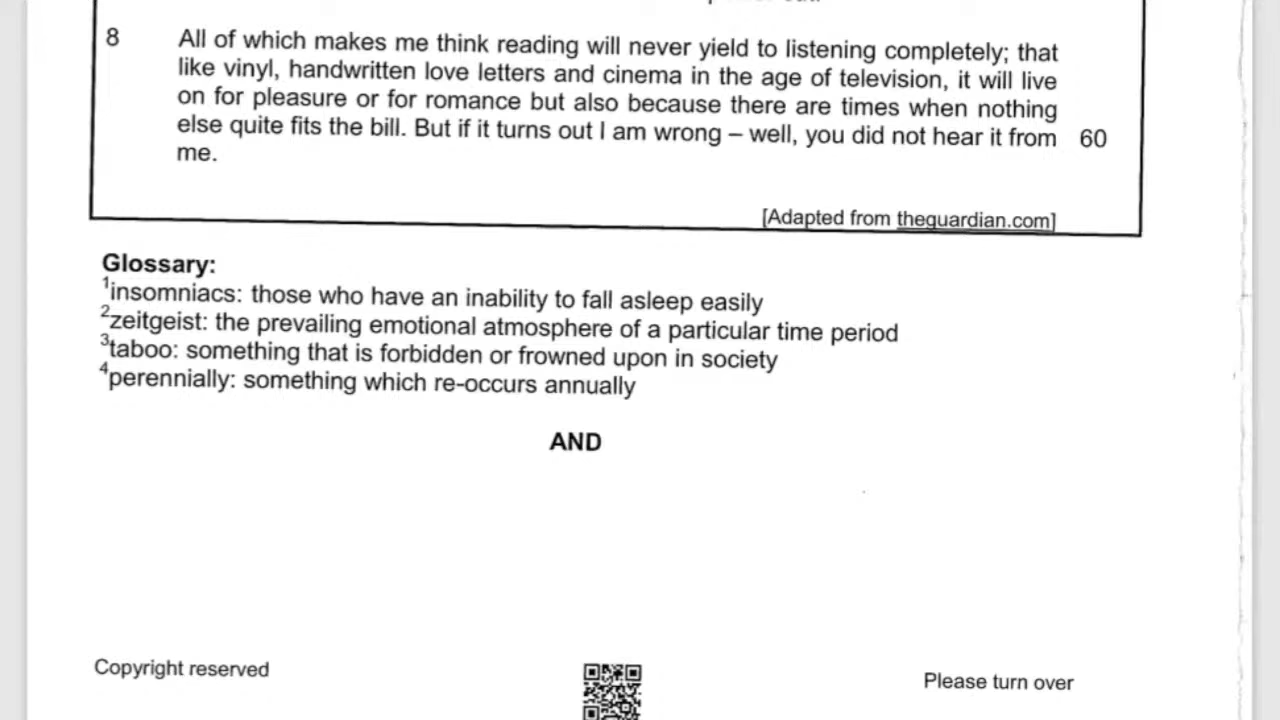 8 All of which makes me think reading will never yield to listening completely; that
like vinyl, handwritten love letters and cinema in the age of television, it will live
on for pleasure or for romance but also because there are times when nothing
else quite fits the bill. But if it turns out I am wrong – well, you did not hear it from 60
me.
[Adapted from theguardian.com]
Glossary:
1insomniacs: those who have an inability to fall asleep easily
2zeitgeist: the prevailing emotional atmosphere of a particular time period
3taboo: something that is forbidden or frowned upon in society
4perennially: something which re-occurs annually
AND
Copyright reserved
Please turn over